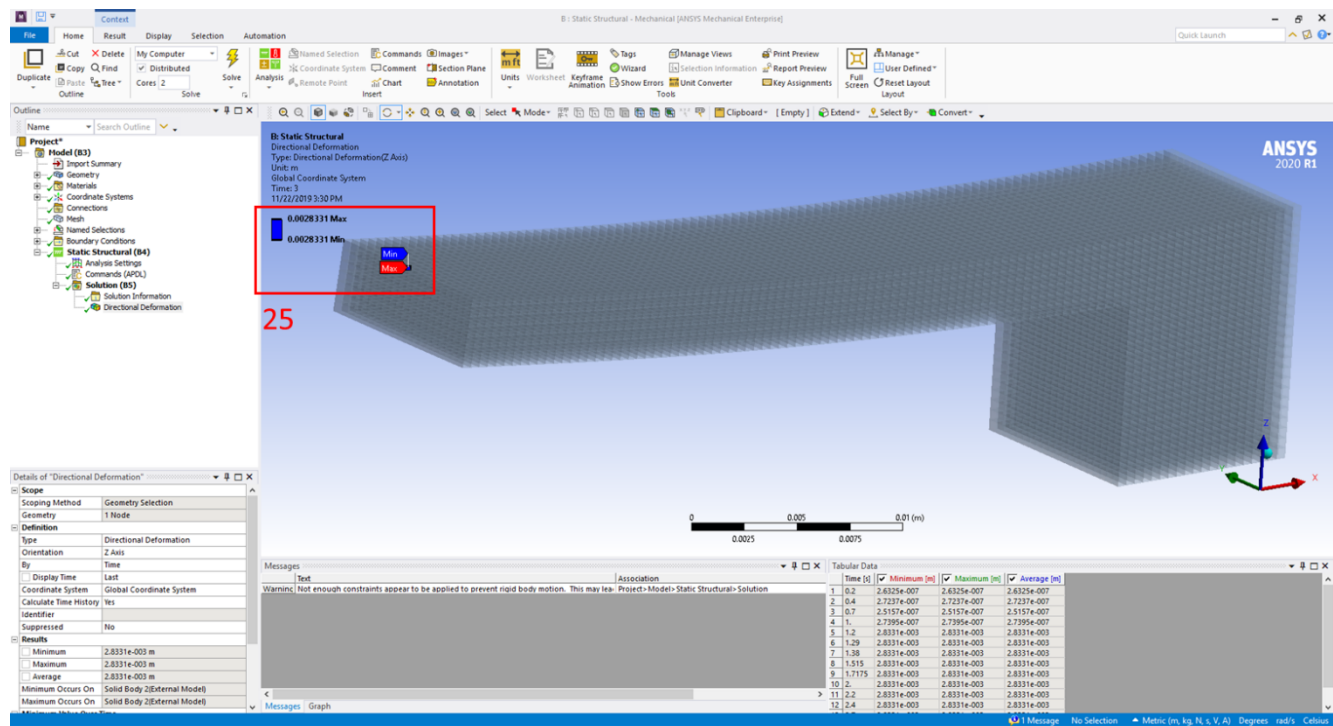 Context
B : Static Structural - Mechanical [ANSYS Mechanical Enterprise]
File Home Result Display Selection Automation
Quick Launch
Duplicate
Cut Delete
Copy Find
Paste Tree
Outline
My Computer
Distributed
Cores 2
Solve
Solve
Analysis
Named Selection Commands Images
Coordinate System Comment Section Plane
Remote Point Chart Annotation
Insert
Units Worksheet Keyframe Animation
Tags Manage Views Print Preview
Wizard Selection Information Report Preview
Show Errors Unit Converter Key Assignments
Tools
Full Screen
Manage
User Defined
Reset Layout
Layout
Outline
Name Search Outline
Select Mode Clipboard [ Empty ] Extend Select By Convert
Project*
Model (B3)
Import Summary
Geometry
Materials
Coordinate Systems
Connections
Mesh
Named Selections
Boundary Conditions
Static Structural (B4)
Analysis Settings
Commands (APDL)
Solution (B5)
Solution Information
Directional Deformation
B: Static Structural
Directional Deformation
Type: Directional Deformation(Z Axis)
Unit: m
Global Coordinate System
Time: 3
11/22/2019 3:30 PM
0.0028331 Max
0.0028331 Min
Min
Max
25
ANSYS
2020 R1
Z
Y
X
0 0.005 0.01 (m)
0.0025 0.0075
Details of "Directional Deformation"
Scope
Scoping Method Geometry Selection
Geometry 1 Node
Definition
Type Directional Deformation
Orientation Z Axis
By Time
Display Time Last
Coordinate System Global Coordinate System
Calculate Time History Yes
Identifier
Suppressed No
Results
Minimum 2.8331e-003 m
Maximum 2.8331e-003 m
Average 2.8331e-003 m
Minimum Occurs On Solid Body 2(External Model)
Maximum Occurs On Solid Body 2(External Model)
Messages
Text Association
Warning Not enough constraints appear to be applied to prevent rigid body motion. This may lea Project>Model>Static Structural>Solution
Messages Graph
Tabular Data
Time [s] Minimum [m] Maximum [m] Average [m]
1 0.2 2.6325e-007 2.6325e-007 2.6325e-007
2 0.4 2.7237e-007 2.7237e-007 2.7237e-007
3 0.7 2.5157e-007 2.5157e-007 2.5157e-007
4 1. 2.7395e-007 2.7395e-007 2.7395e-007
5 1.2 2.8331e-003 2.8331e-003 2.8331e-003
6 1.29 2.8331e-003 2.8331e-003 2.8331e-003
7 1.38 2.8331e-003 2.8331e-003 2.8331e-003
8 1.515 2.8331e-003 2.8331e-003 2.8331e-003
9 1.7175 2.8331e-003 2.8331e-003 2.8331e-003
10 2. 2.8331e-003 2.8331e-003 2.8331e-003
11 2.2 2.8331e-003 2.8331e-003 2.8331e-003
12 2.4 2.8331e-003 2.8331e-003 2.8331e-003
1 Message No Selection Metric (m, kg, N, s, V, A) Degrees rad/s Celsius